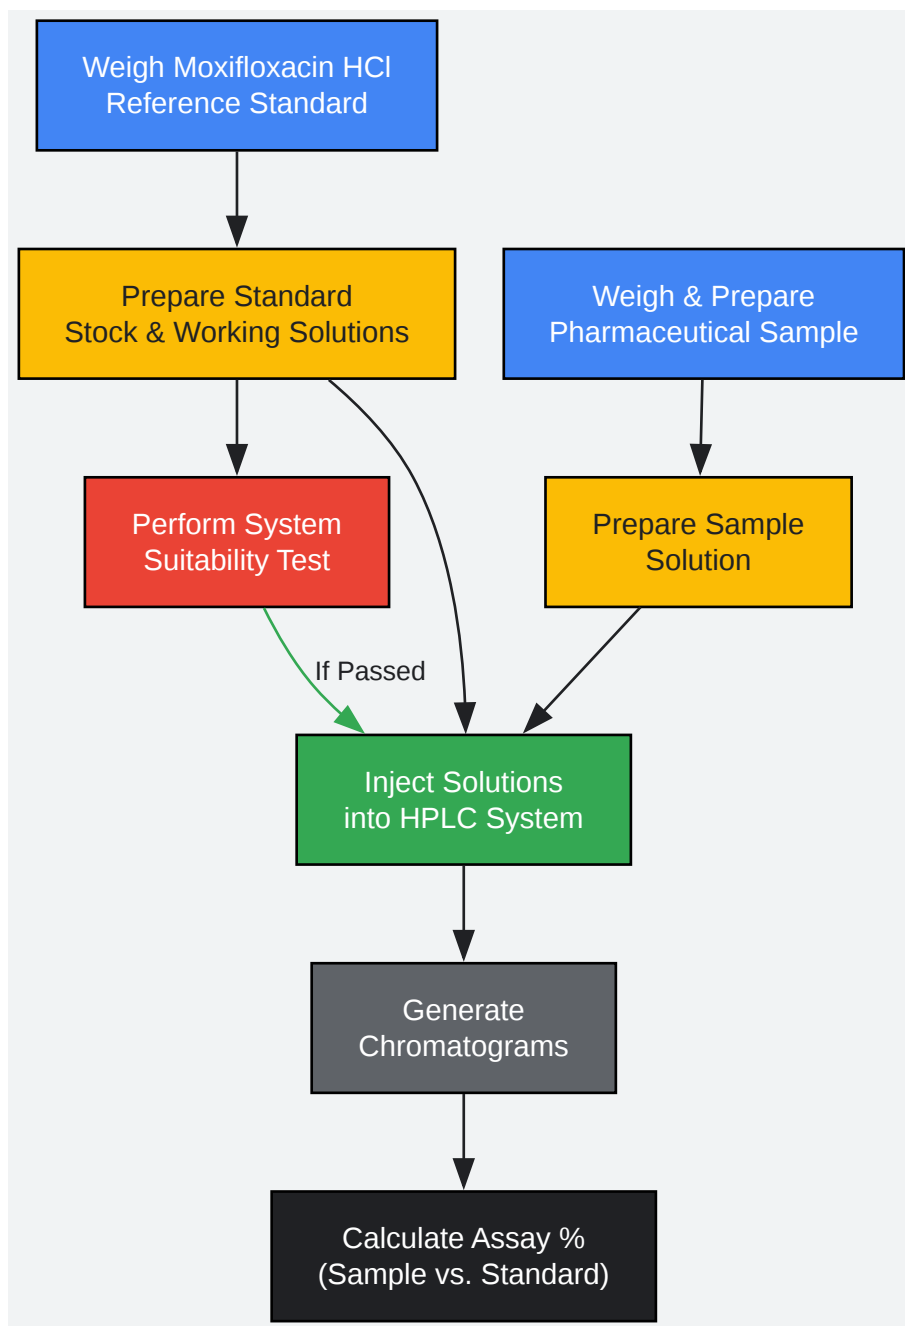 Weigh Moxifloxacin HCl
Reference Standard
Prepare Standard
Stock & Working Solutions
Weigh & Prepare
Pharmaceutical Sample
Perform System
Suitability Test
Prepare Sample
Solution
If Passed
Inject Solutions
into HPLC System
Generate
Chromatograms
Calculate Assay %
(Sample vs. Standard)